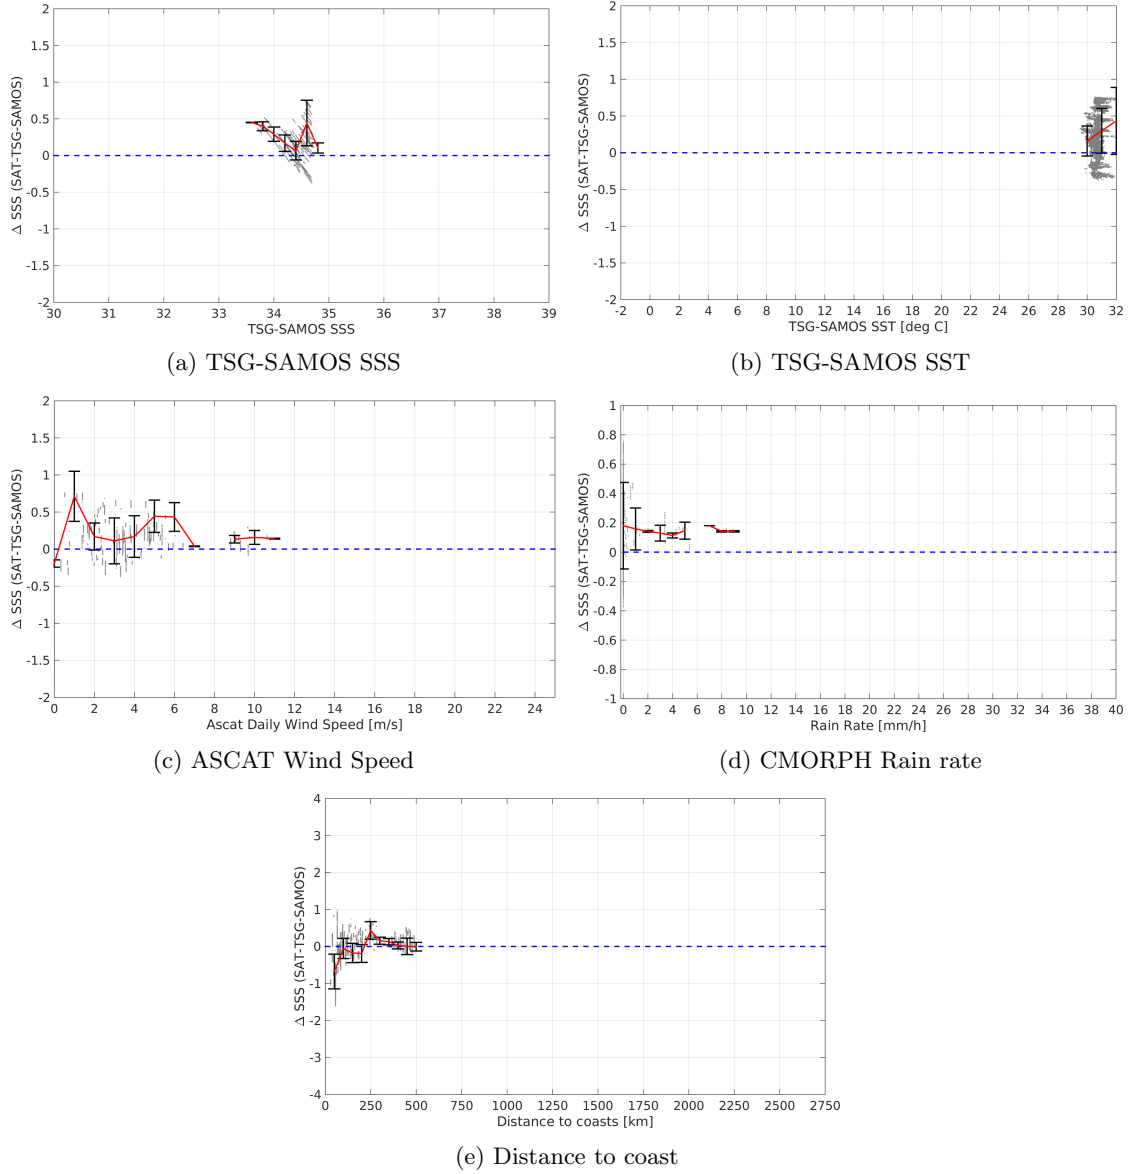 2
1.5
1
0.5
0
-0.5
-1
-1.5
-2
Δ SSS (SAT-TSG-SAMOS)
30 31 32 33 34 35 36 37 38 39
TSG-SAMOS SSS
(a) TSG-SAMOS SSS
2
1.5
1
0.5
0
-0.5
-1
-1.5
-2
Δ SSS (SAT-TSG-SAMOS)
-2 0 2 4 6 8 10 12 14 16 18 20 22 24 26 28 30 32
TSG-SAMOS SST [deg C]
(b) TSG-SAMOS SST
2
1.5
1
0.5
0
-0.5
-1
-1.5
-2
Δ SSS (SAT-TSG-SAMOS)
0 2 4 6 8 10 12 14 16 18 20 22 24
Ascat Daily Wind Speed [m/s]
(c) ASCAT Wind Speed
1
0.8
0.6
0.4
0.2
0
-0.2
-0.4
-0.6
-0.8
-1
Δ SSS (SAT-TSG-SAMOS)
0 2 4 6 8 10 12 14 16 18 20 22 24 26 28 30 32 34 36 38 40
Rain Rate [mm/h]
(d) CMORPH Rain rate
4
3
2
1
0
-1
-2
-3
-4
Δ SSS (SAT-TSG-SAMOS)
0 250 500 750 1000 1250 1500 1750 2000 2250 2500 2750
Distance to coasts [km]
(e) Distance to coast